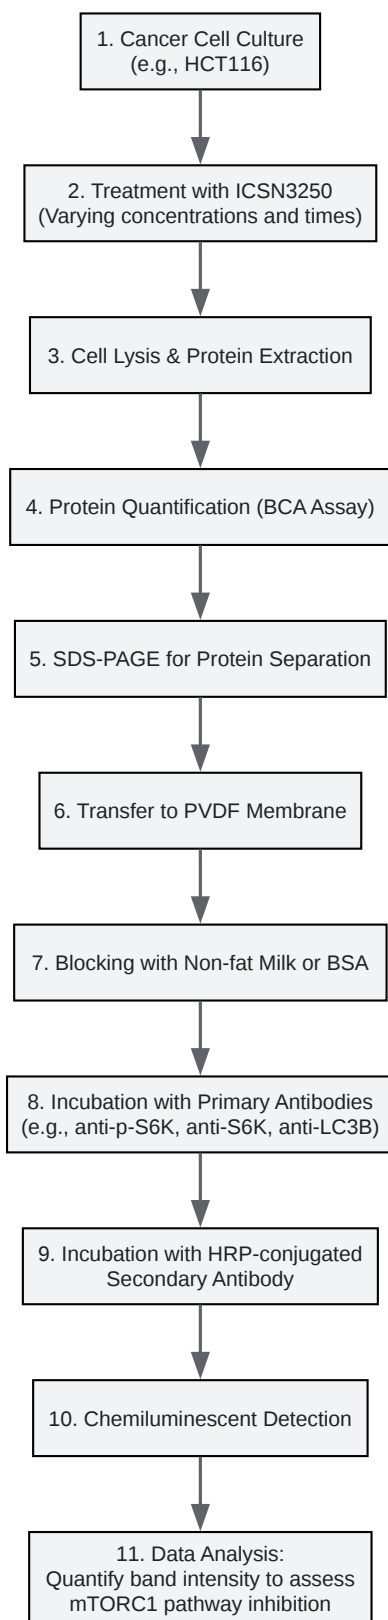 1. Cancer Cell Culture
(e.g., HCT116)
2. Treatment with ICSN3250
(Varying concentrations and times)
3. Cell Lysis & Protein Extraction
4. Protein Quantification (BCA Assay)
5. SDS-PAGE for Protein Separation
6. Transfer to PVDF Membrane
7. Blocking with Non-fat Milk or BSA
8. Incubation with Primary Antibodies
(e.g., anti-p-S6K, anti-S6K, anti-LC3B)
9. Incubation with HRP-conjugated
Secondary Antibody
10. Chemiluminescent Detection
11. Data Analysis:
Quantify band intensity to assess
mTORC1 pathway inhibition